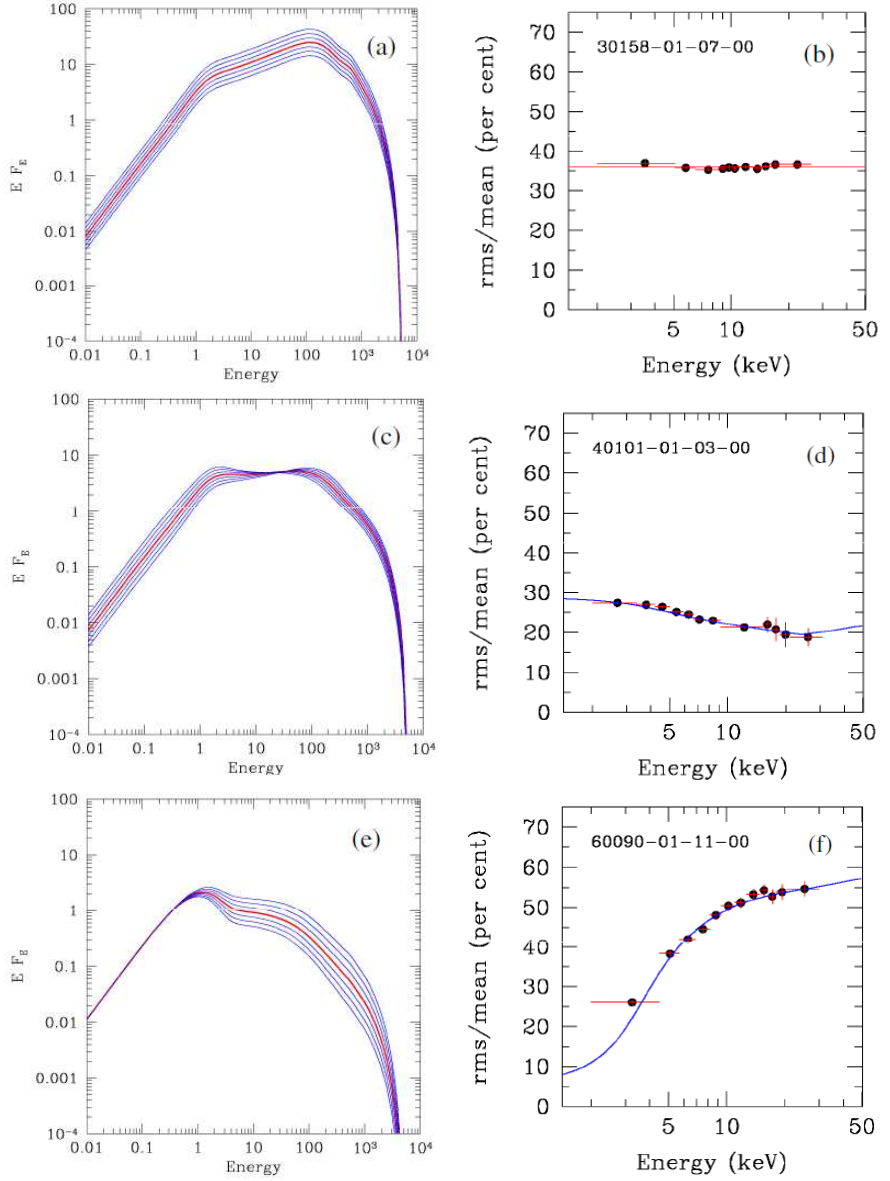 (a)
100
10
1
0.1
0.01
0.001
10⁻⁴
E F_E
0.01 0.1 1 10 100 10³ 10⁴
Energy
30158-01-07-00
(b)
70
60
50
40
30
20
10
0
rms/mean (per cent)
5 10 50
Energy (keV)
(c)
100
10
1
0.1
0.01
0.001
10⁻⁴
E F_E
0.01 0.1 1 10 100 10³ 10⁴
Energy
40101-01-03-00
(d)
70
60
50
40
30
20
10
0
rms/mean (per cent)
5 10 50
Energy (keV)
(e)
100
10
1
0.1
0.01
0.001
10⁻⁴
E F_E
0.01 0.1 1 10 100 10³ 10⁴
Energy
60090-01-11-00
(f)
70
60
50
40
30
20
10
0
rms/mean (per cent)
5 10 50
Energy (keV)